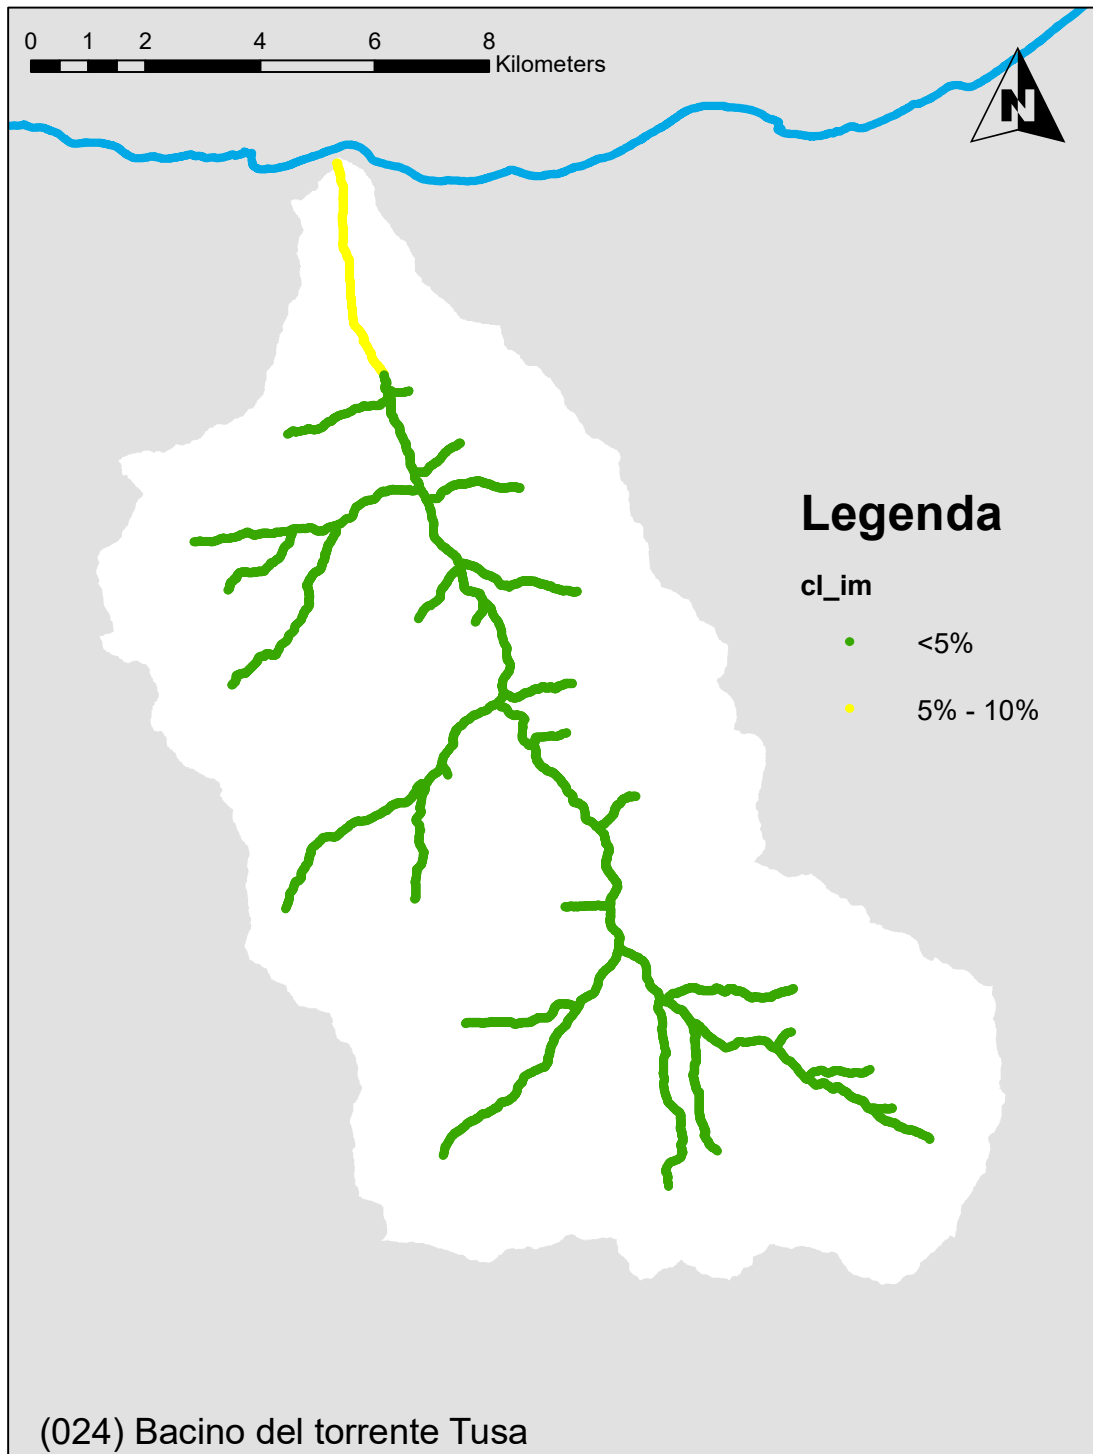 0 1 2 4 6 8
Kilometers
N
Legenda
cl_im
<5%
5% - 10%
(024) Bacino del torrente Tusa